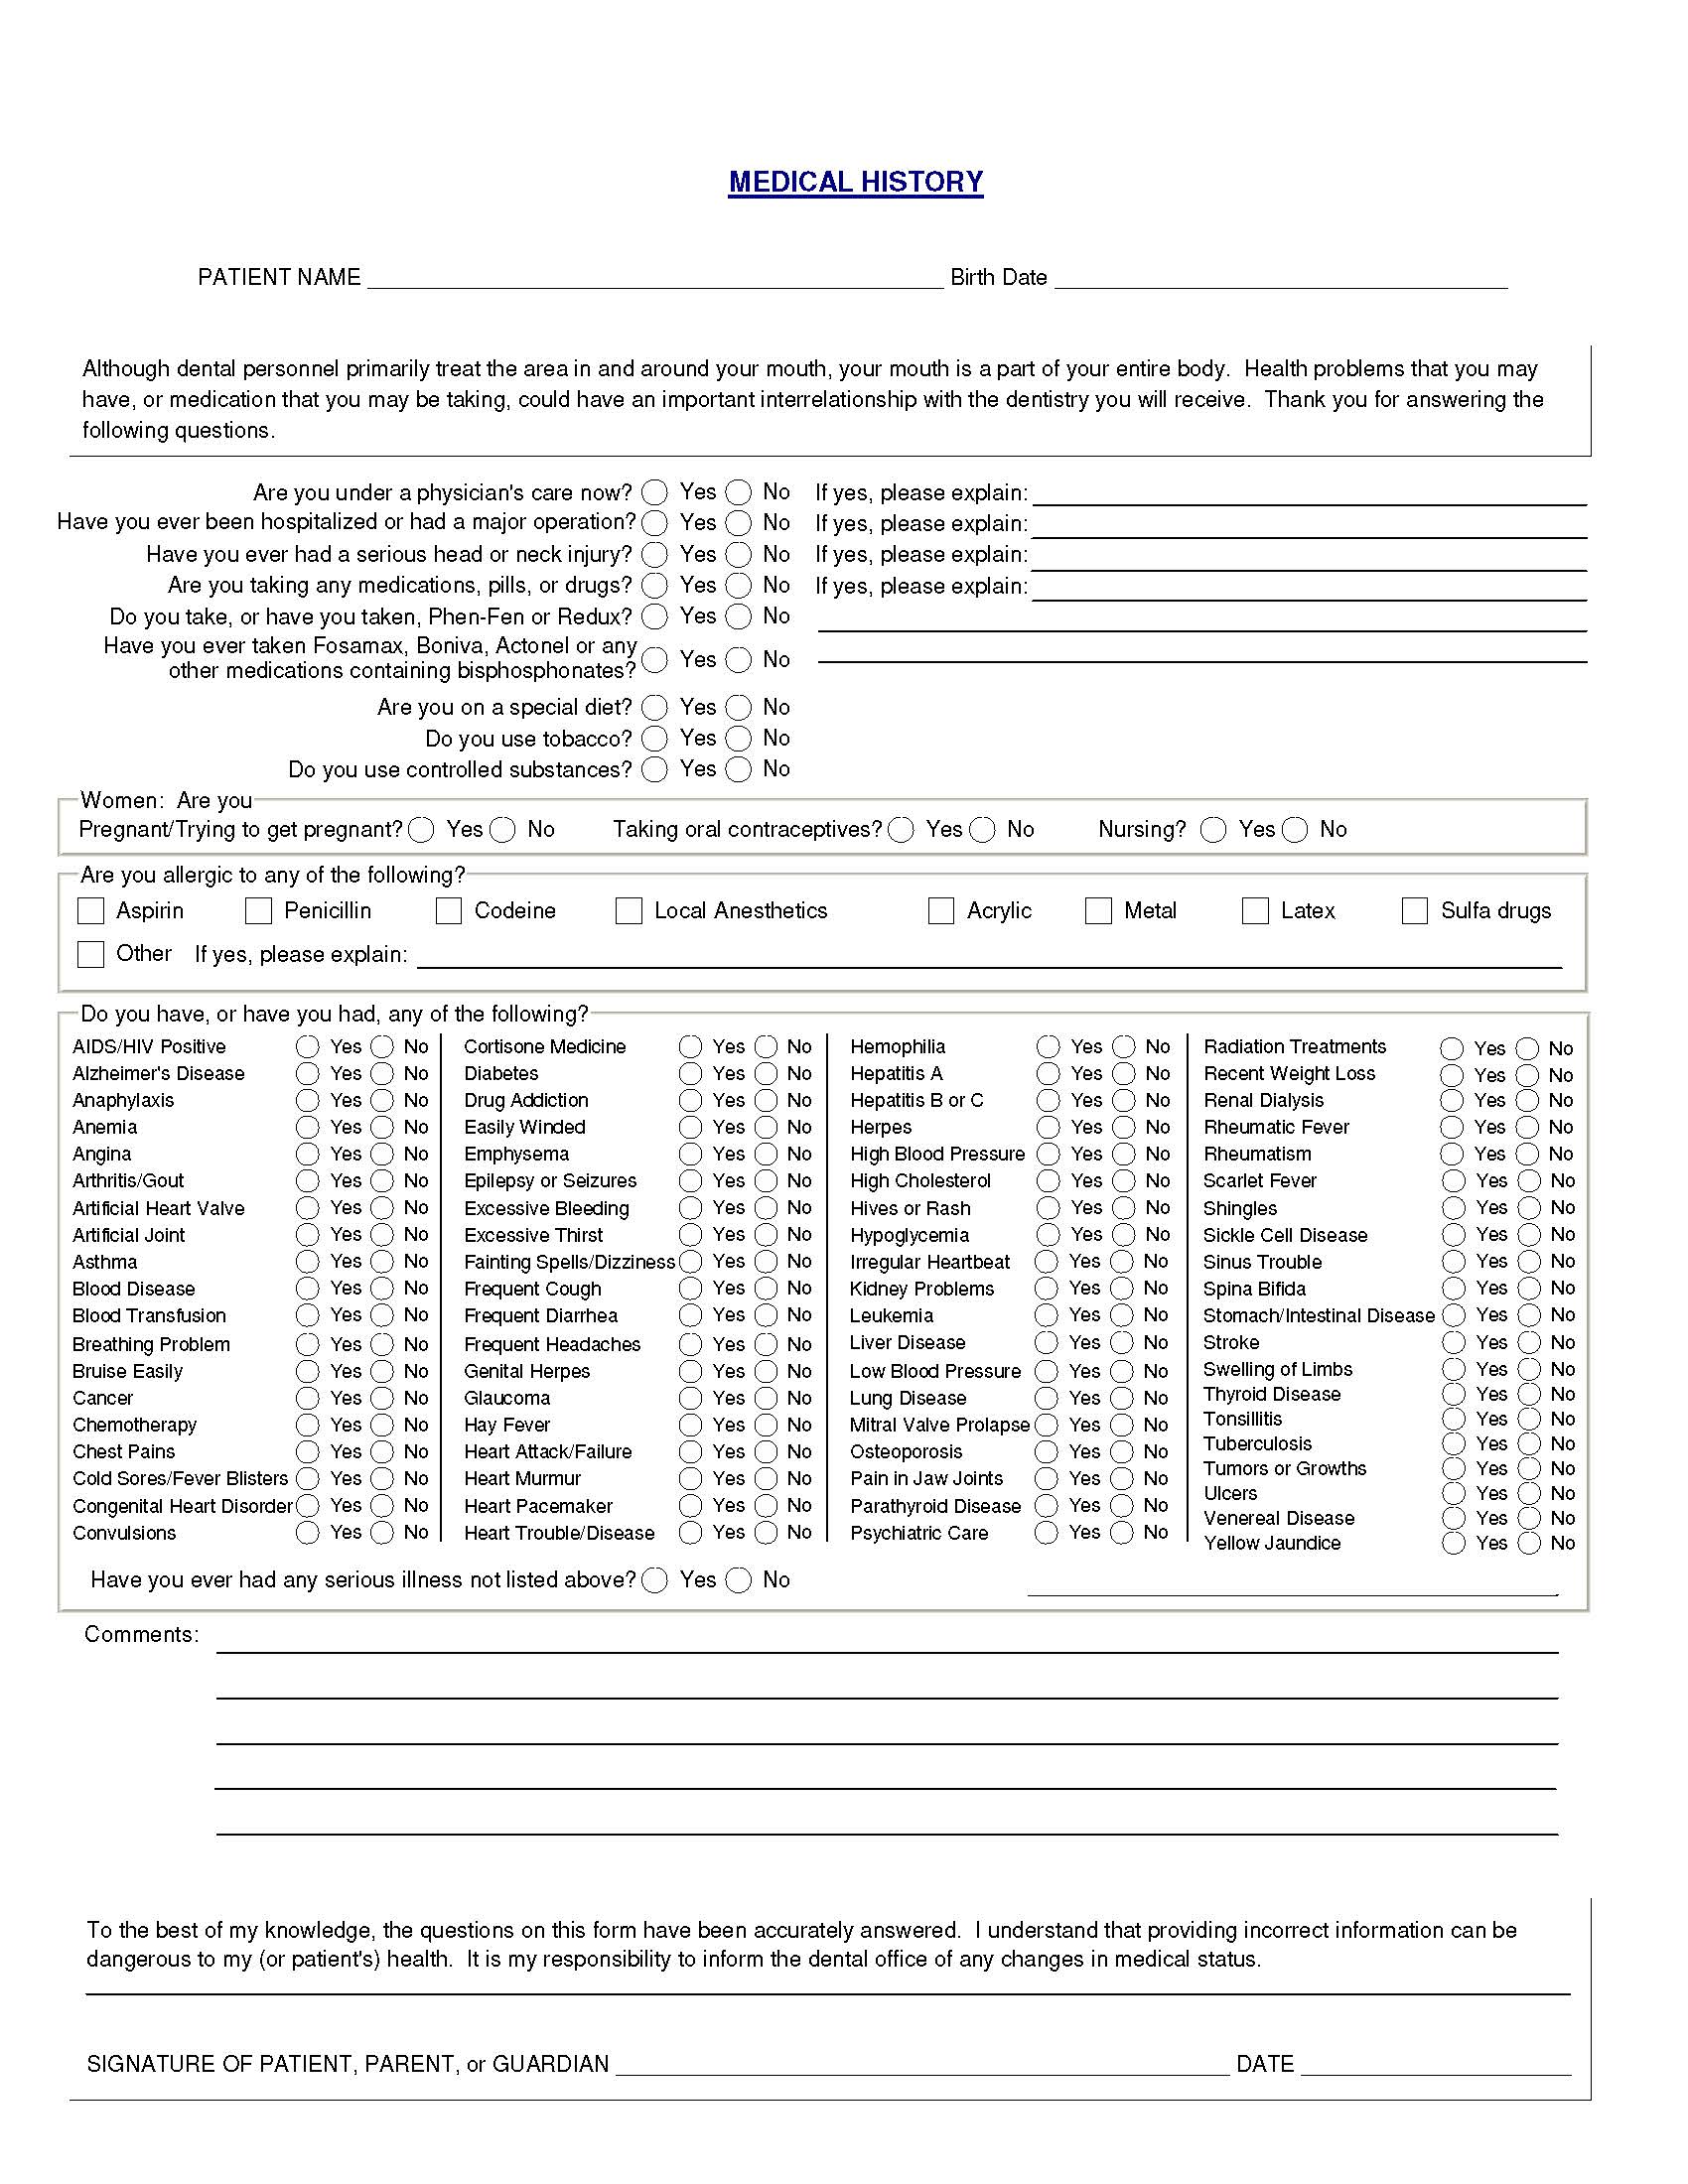 MEDICAL HISTORY
PATIENT NAME Birth Date
Although dental personnel primarily treat the area in and around your mouth, your mouth is a part of your entire body. Health problems that you may
have, or medication that you may be taking, could have an important interrelationship with the dentistry you will receive. Thank you for answering the
following questions.
Are you under a physician's care now? Yes No If yes, please explain:
Have you ever been hospitalized or had a major operation? Yes No If yes, please explain:
Have you ever had a serious head or neck injury? Yes No If yes, please explain:
Are you taking any medications, pills, or drugs? Yes No If yes, please explain:
Do you take, or have you taken, Phen-Fen or Redux? Yes No
Have you ever taken Fosamax, Boniva, Actonel or any
other medications containing bisphosphonates? Yes No
Are you on a special diet? Yes No
Do you use tobacco? Yes No
Do you use controlled substances? Yes No
Women: Are you
Pregnant/Trying to get pregnant? Yes No Taking oral contraceptives? Yes No Nursing? Yes No
Are you allergic to any of the following?
Aspirin Penicillin Codeine Local Anesthetics Acrylic Metal Latex Sulfa drugs
Other If yes, please explain:
Do you have, or have you had, any of the following?
AIDS/HIV Positive Yes No Cortisone Medicine Yes No Hemophilia Yes No Radiation Treatments Yes No
Alzheimer's Disease Yes No Diabetes Yes No Hepatitis A Yes No Recent Weight Loss Yes No
Anaphylaxis Yes No Drug Addiction Yes No Hepatitis B or C Yes No Renal Dialysis Yes No
Anemia Yes No Easily Winded Yes No Herpes Yes No Rheumatic Fever Yes No
Angina Yes No Emphysema Yes No High Blood Pressure Yes No Rheumatism Yes No
Arthritis/Gout Yes No Epilepsy or Seizures Yes No High Cholesterol Yes No Scarlet Fever Yes No
Artificial Heart Valve Yes No Excessive Bleeding Yes No Hives or Rash Yes No Shingles Yes No
Artificial Joint Yes No Excessive Thirst Yes No Hypoglycemia Yes No Sickle Cell Disease Yes No
Asthma Yes No Fainting Spells/Dizziness Yes No Irregular Heartbeat Yes No Sinus Trouble Yes No
Blood Disease Yes No Frequent Cough Yes No Kidney Problems Yes No Spina Bifida Yes No
Blood Transfusion Yes No Frequent Diarrhea Yes No Leukemia Yes No Stomach/Intestinal Disease Yes No
Breathing Problem Yes No Frequent Headaches Yes No Liver Disease Yes No Stroke Yes No
Bruise Easily Yes No Genital Herpes Yes No Low Blood Pressure Yes No Swelling of Limbs Yes No
Cancer Yes No Glaucoma Yes No Lung Disease Yes No Thyroid Disease Yes No
Chemotherapy Yes No Hay Fever Yes No Mitral Valve Prolapse Yes No Tonsillitis Yes No
Chest Pains Yes No Heart Attack/Failure Yes No Osteoporosis Yes No Tuberculosis Yes No
Cold Sores/Fever Blisters Yes No Heart Murmur Yes No Pain in Jaw Joints Yes No Tumors or Growths Yes No
Congenital Heart Disorder Yes No Heart Pacemaker Yes No Parathyroid Disease Yes No Ulcers Yes No
Convulsions Yes No Heart Trouble/Disease Yes No Psychiatric Care Yes No Venereal Disease Yes No
Yellow Jaundice Yes No
Have you ever had any serious illness not listed above? Yes No
Comments:
To the best of my knowledge, the questions on this form have been accurately answered. I understand that providing incorrect information can be
dangerous to my (or patient's) health. It is my responsibility to inform the dental office of any changes in medical status.
SIGNATURE OF PATIENT, PARENT, or GUARDIAN DATE